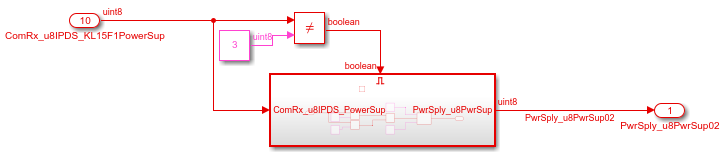 10
uint8
ComRx_u8IPDS_KL15F1PowerSup
3
uint8
≠
boolean
boolean
ComRx_u8IPDS_PowerSup
PwrSply_u8PwrSup
uint8
PwrSply_u8PwrSup02
1
PwrSply_u8PwrSup02